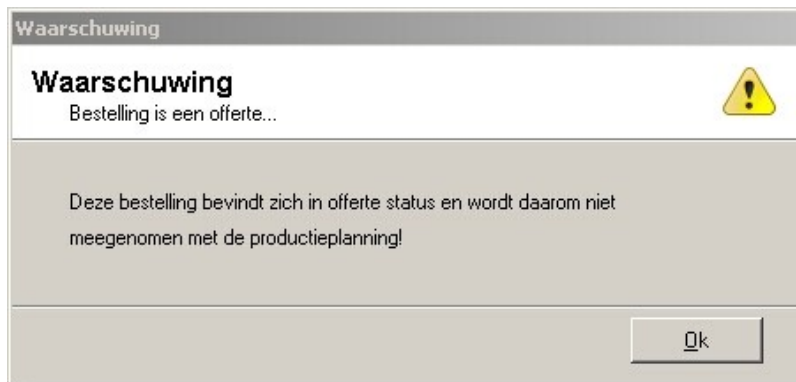 Waarschuwing
Waarschuwing
Bestelling is een offerte...
Deze bestelling bevindt zich in offerte status en wordt daarom niet
meegenomen met de productieplanning!
Ok